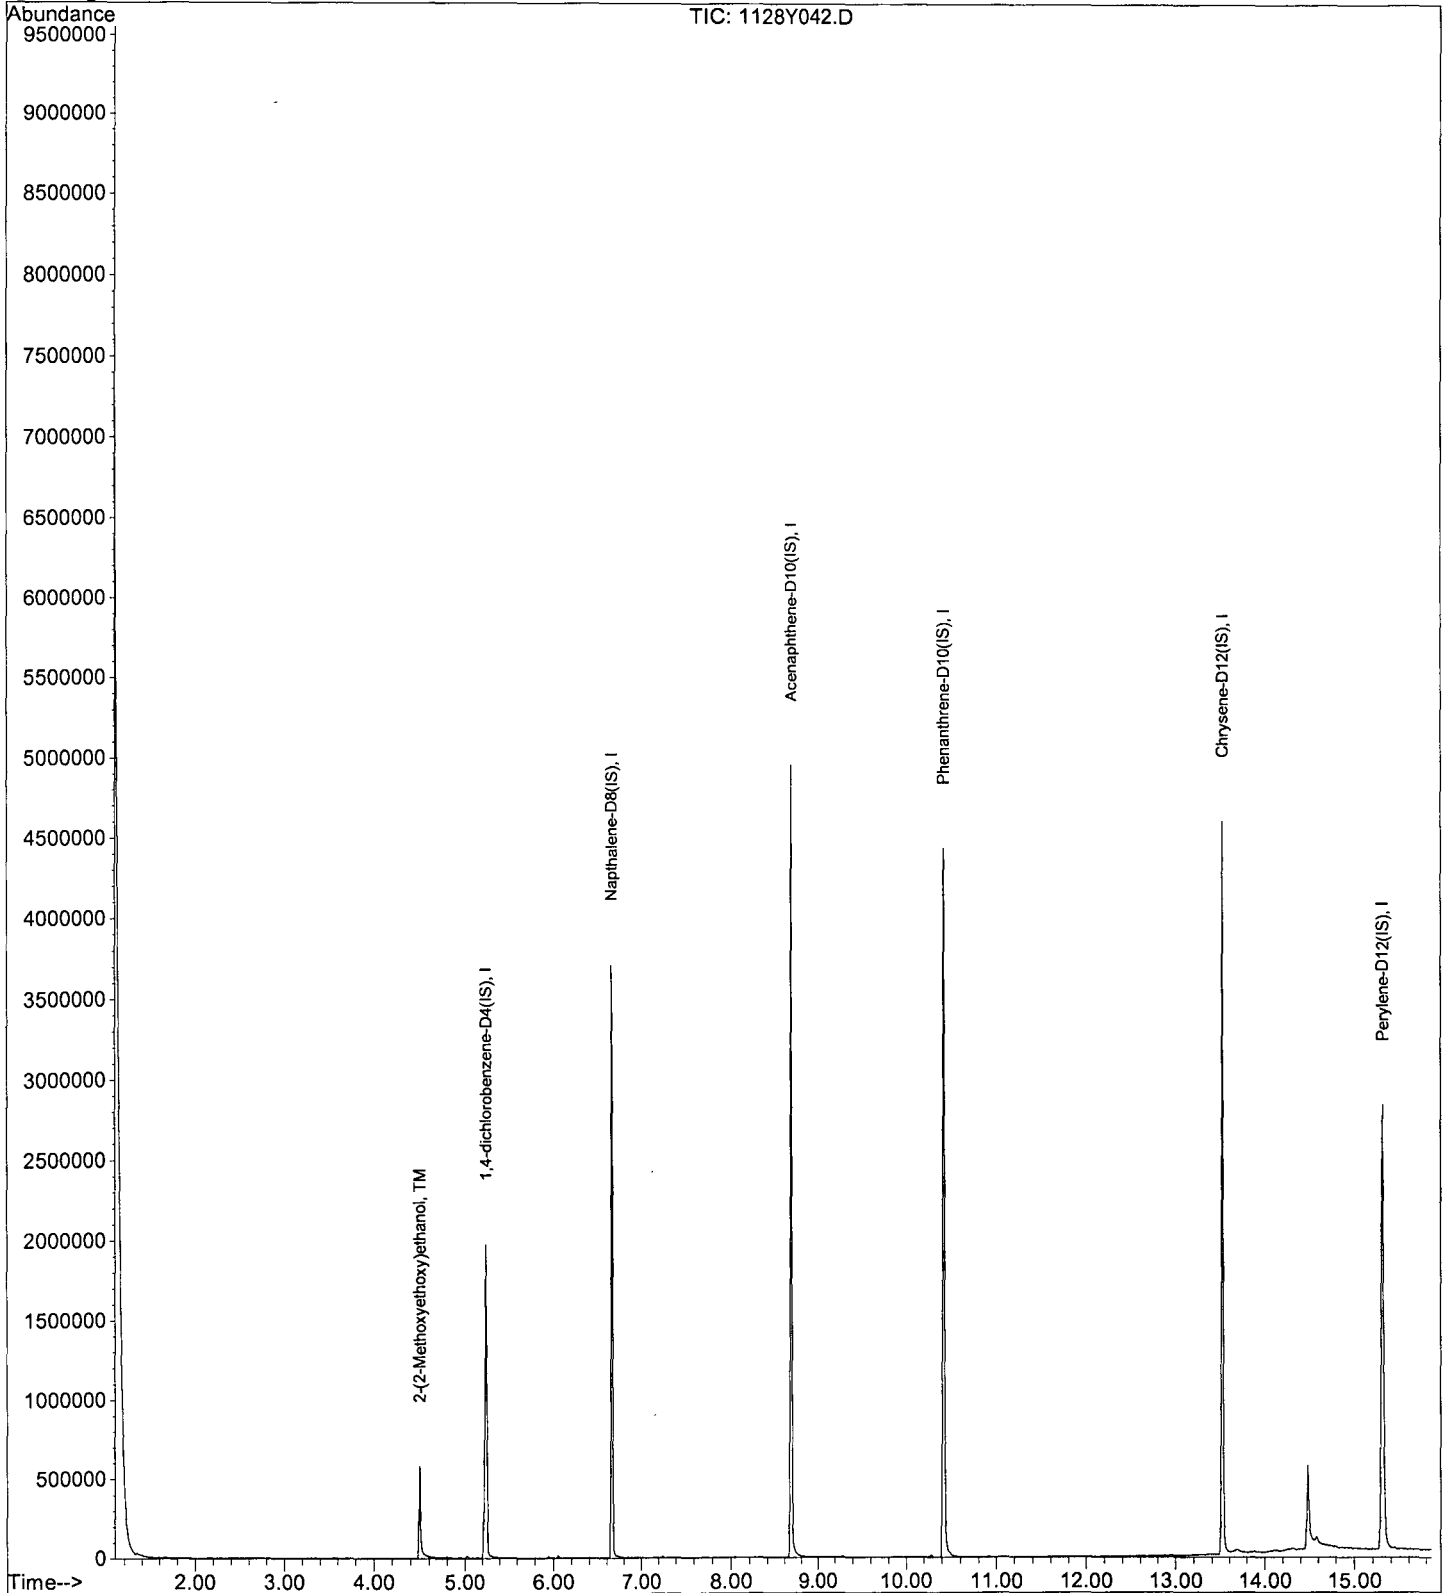 Abundance
TIC: 1128Y042.D
9500000
9000000
8500000
8000000
7500000
7000000
6500000
6000000
5500000
5000000
4500000
4000000
3500000
3000000
2500000
2000000
1500000
1000000
500000
0
2-(2-Methoxyethoxy)ethanol, TM
1,4-dichlorobenzene-D4(IS), I
Napthalene-D8(IS), I
Acenaphthene-D10(IS), I
Phenanthrene-D10(IS), I
Chrysene-D12(IS), I
Perylene-D12(IS), I
Time--> 2.00 3.00 4.00 5.00 6.00 7.00 8.00 9.00 10.00 11.00 12.00 13.00 14.00 15.00